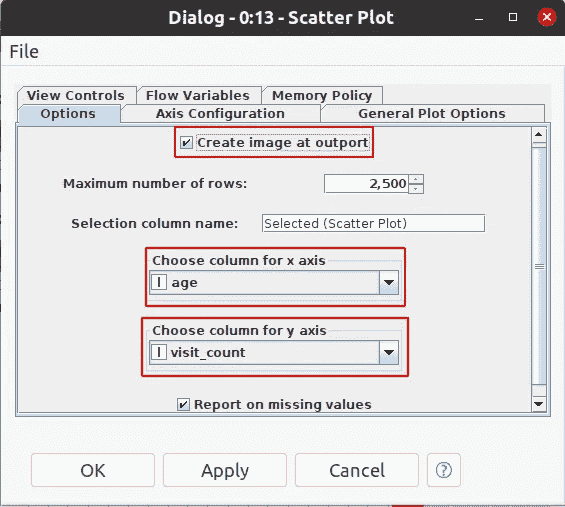 Dialog - 0:13 - Scatter Plot
File
View Controls Flow Variables Memory Policy
Options Axis Configuration General Plot Options
Create image at outport
Maximum number of rows: 2,500
Selection column name: Selected (Scatter Plot)
Choose column for x axis
I age
Choose column for y axis
I visit_count
Report on missing values
OK Apply Cancel ?